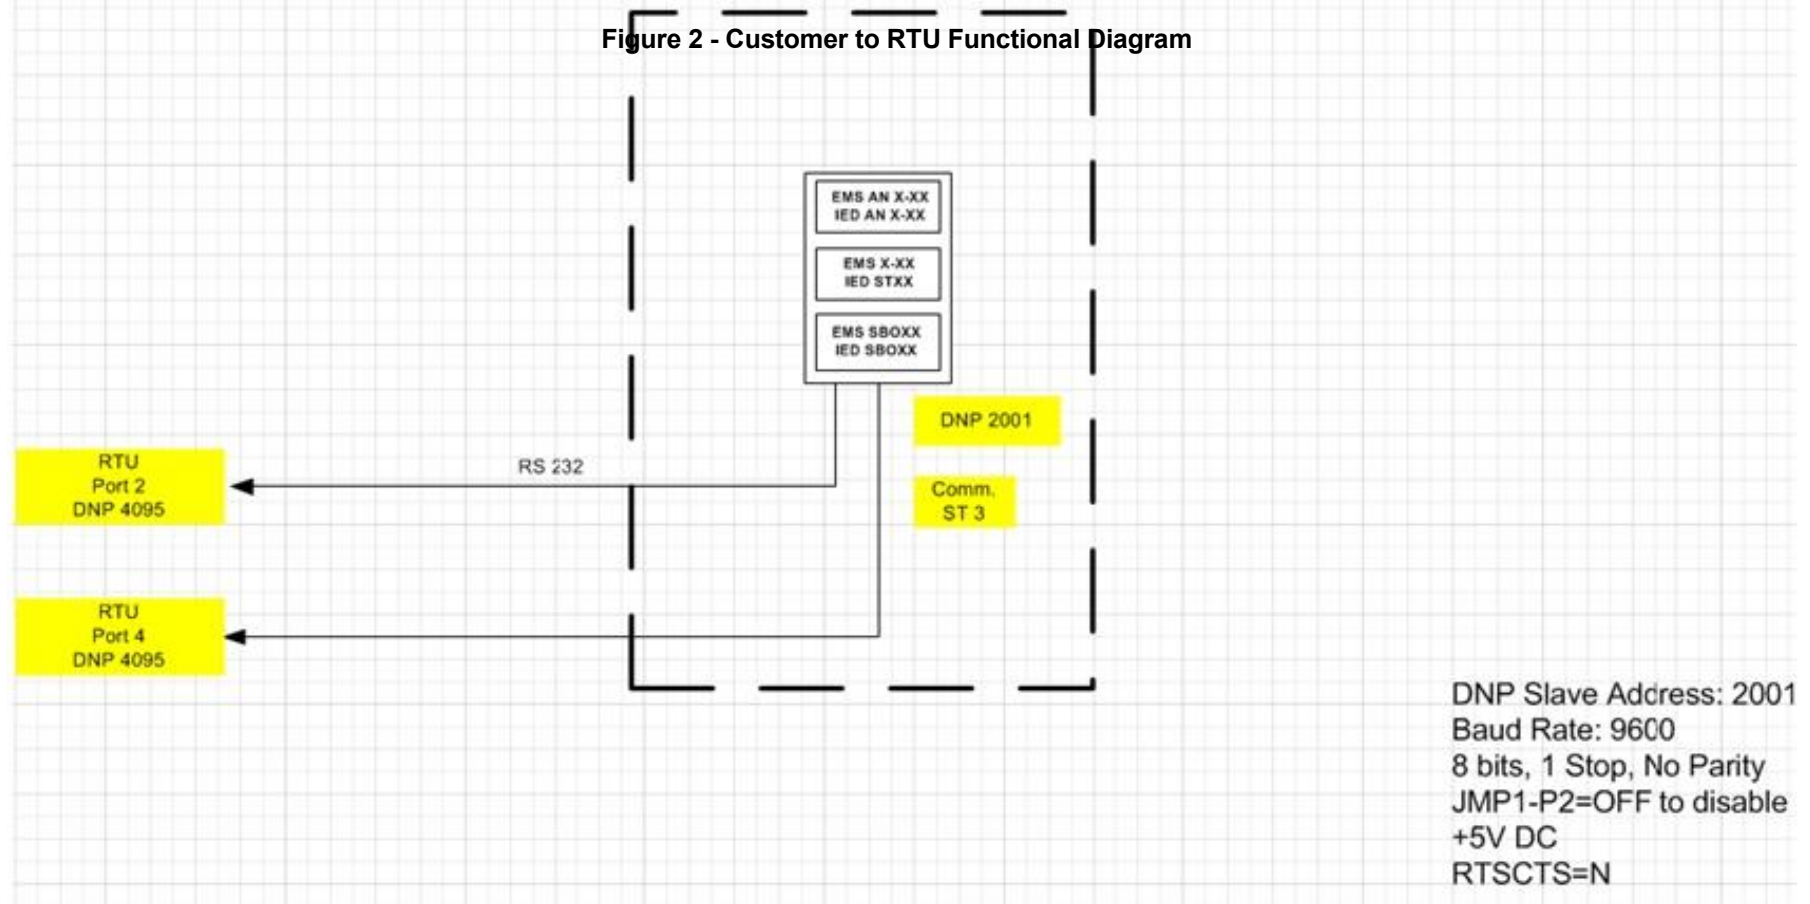 Figure 2 - Customer to RTU Functional Diagram
EMS AN X-XX
IED AN X-XX
EMS X-XX
IED STXX
EMS SBOXX
IED SBOXX
DNP 2001
RTU
Port 2
DNP 4095
RS 232
Comm.
ST 3
RTU
Port 4
DNP 4095
DNP Slave Address: 2001
Baud Rate: 9600
8 bits, 1 Stop, No Parity
JMP1-P2=OFF to disable
+5V DC
RTSCTS=N